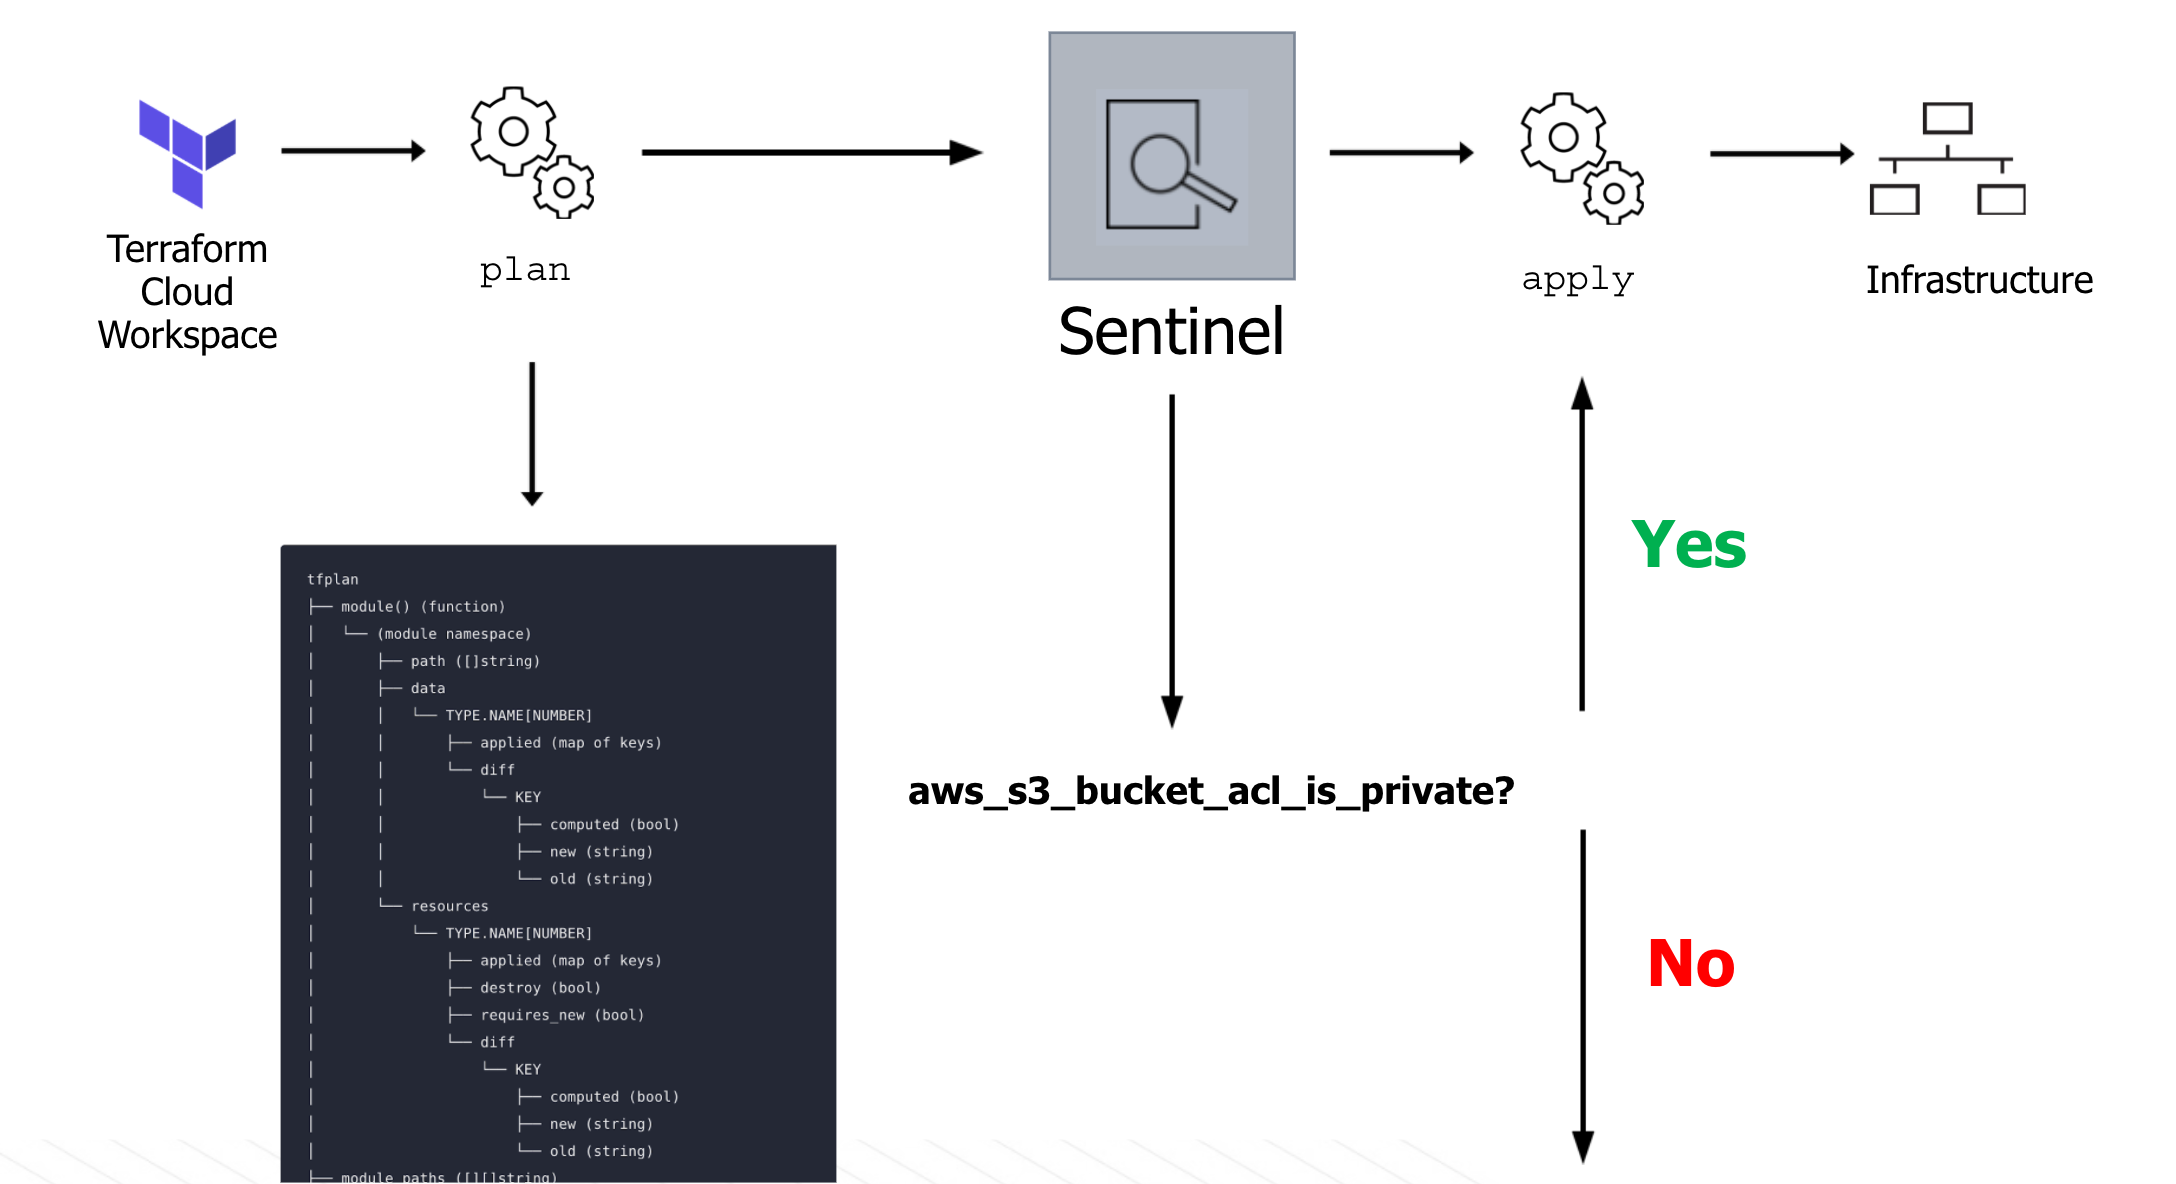 Terraform
Cloud
Workspace
plan
Sentinel
apply
Infrastructure
tfplan
├── module() (function)
│   └── (module namespace)
│       ├── path ([]string)
│       ├── data
│       │   └── TYPE.NAME[NUMBER]
│       │       ├── applied (map of keys)
│       │       └── diff
│       │           └── KEY
│       │               ├── computed (bool)
│       │               ├── new (string)
│       │               └── old (string)
│       └── resources
│           └── TYPE.NAME[NUMBER]
│               ├── applied (map of keys)
│               ├── destroy (bool)
│               ├── requires_new (bool)
│               └── diff
│                   └── KEY
│                       ├── computed (bool)
│                       ├── new (string)
│                       └── old (string)
├── module_paths ([][]string)
aws_s3_bucket_acl_is_private?
Yes
No